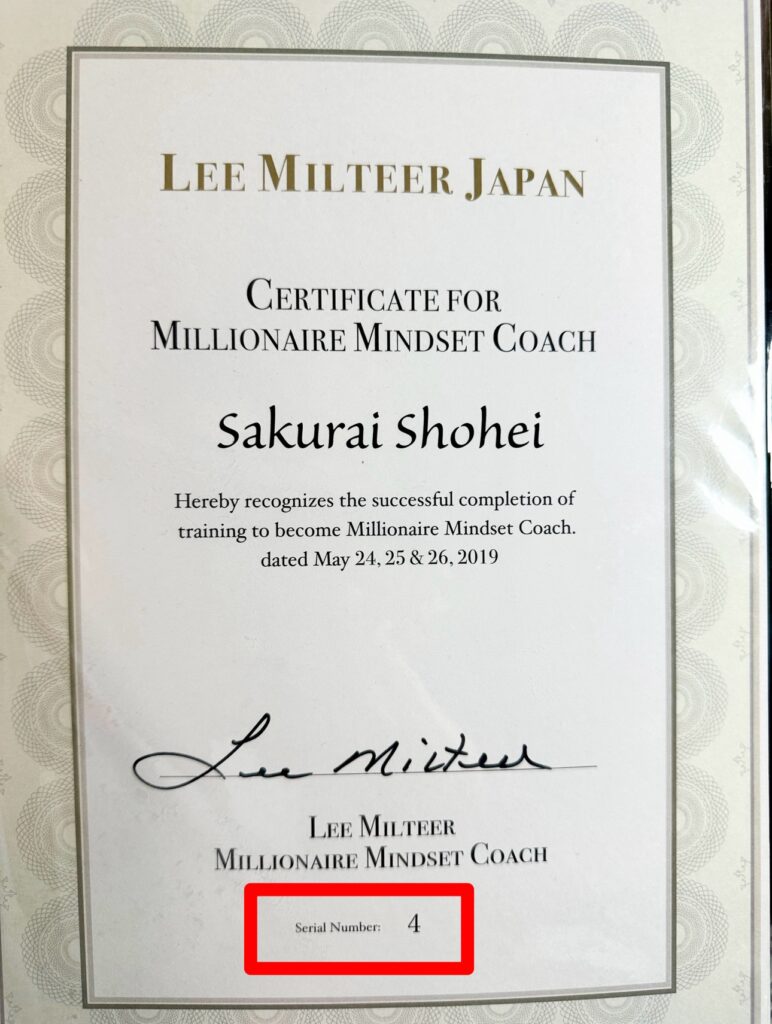 LEE MILTEER JAPAN
CERTIFICATE FOR
MILLIONAIRE MINDSET COACH
Sakurai Shohei
Hereby recognizes the successful completion of
training to become Millionaire Mindset Coach.
dated May 24, 25 & 26, 2019
Lee Milteer
LEE MILTEER
MILLIONAIRE MINDSET COACH
Serial Number: 4